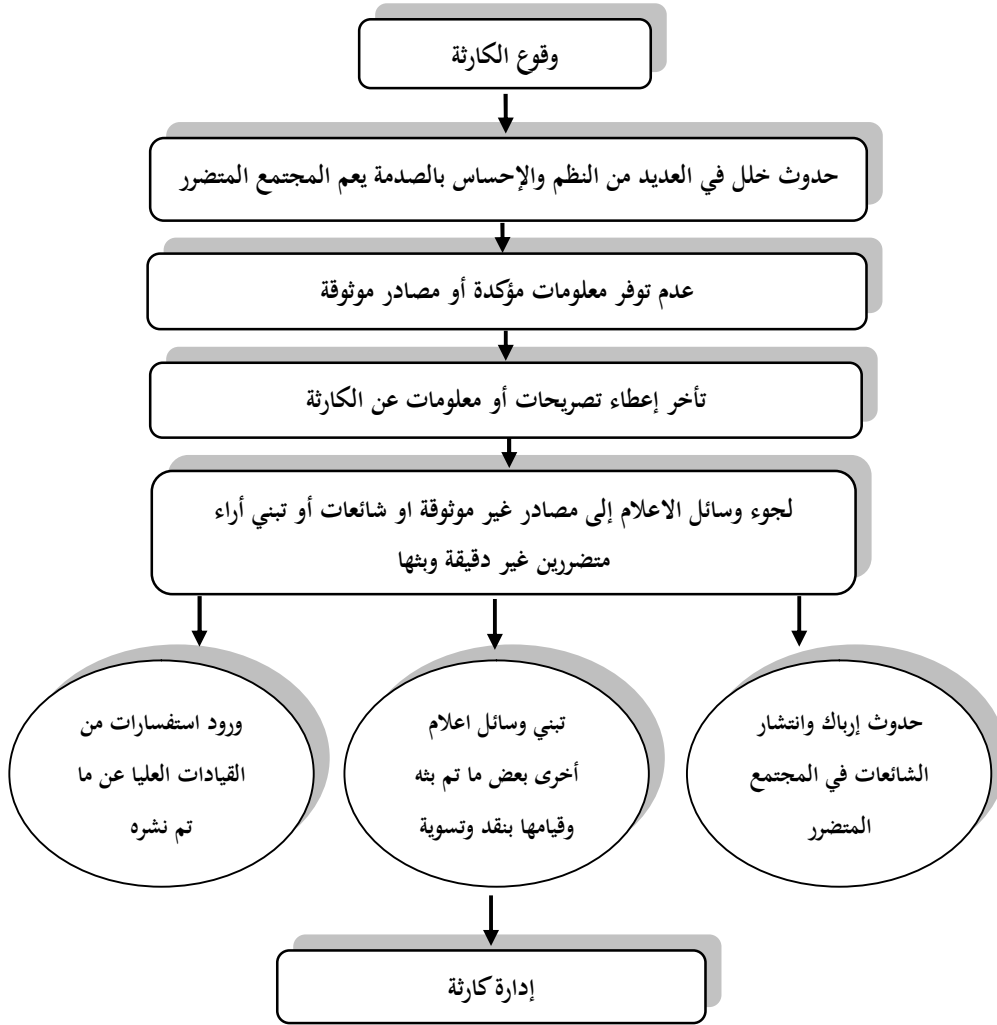 وقوع الكارثة
حدوث خلل في العديد من النظم والإحساس بالصدمة يعم المجتمع المتضرر
عدم توفر معلومات مؤكدة أو مصادر موثوقة
تأخر إعطاء تصريحات أو معلومات عن الكارثة
لجوء وسائل الاعلام إلى مصادر غير موثوقة او شائعات أو تبني أراء
متضررين غير دقيقة وبثها
حدوث إرباك وانتشار
الشائعات في المجتمع
المتضرر
تبني وسائل اعلام
أخرى بعض ما تم بثه
وقيامها بنقد وتسوية
ورود استفسارات من
القيادات العليا عن ما
تم نشره
إدارة كارثة